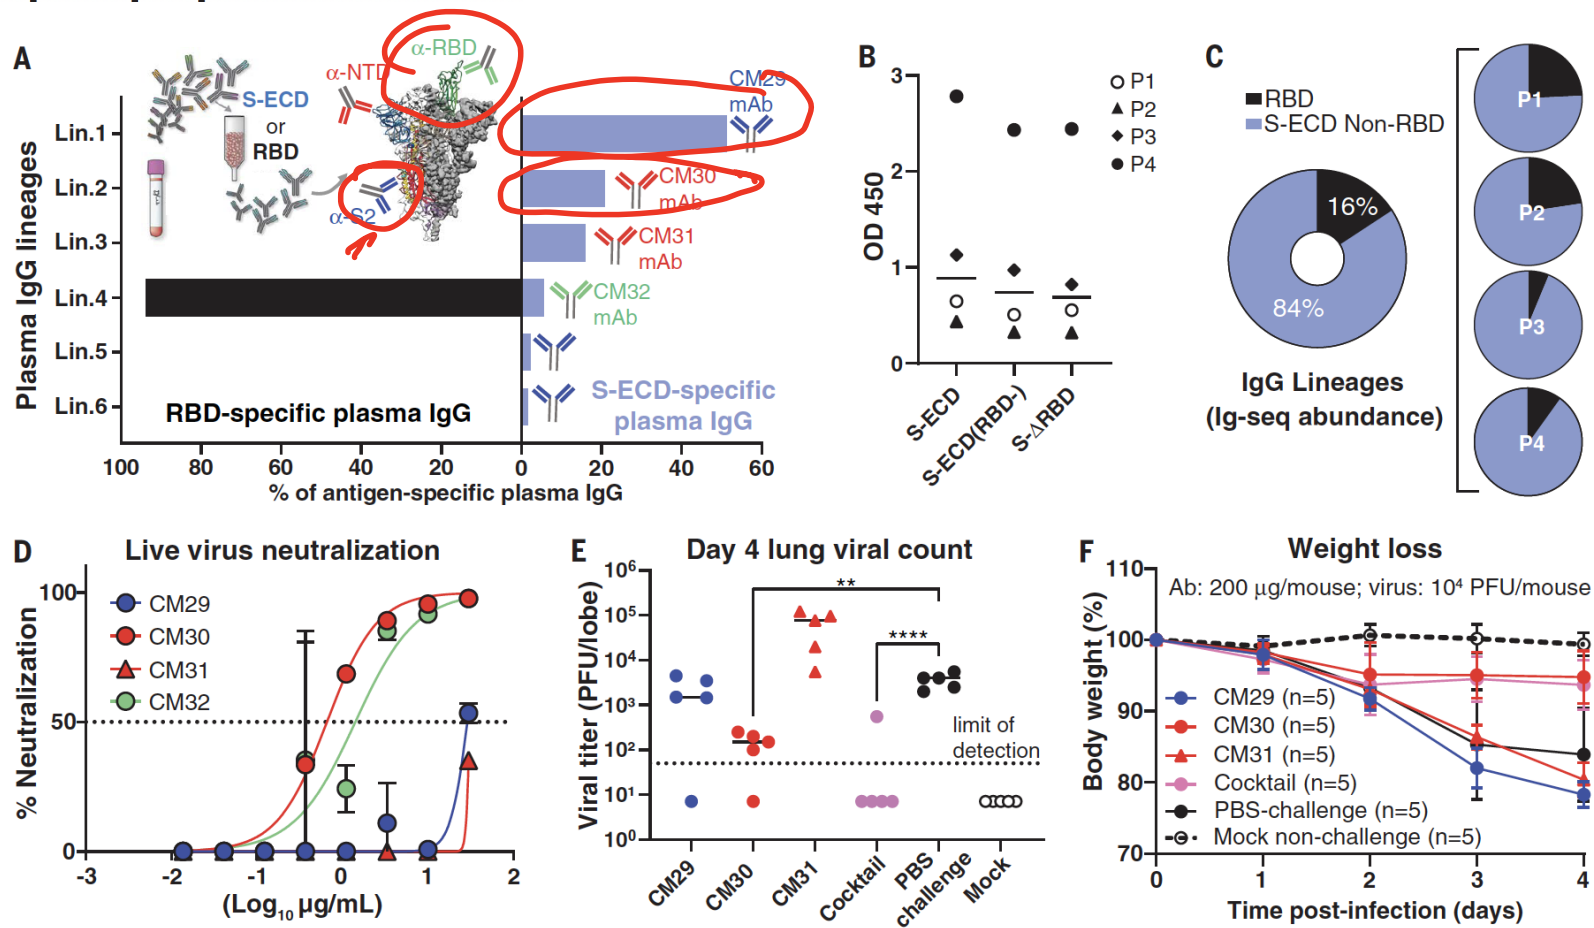 A
Plasma IgG lineages
Lin.1
Lin.2
Lin.3
Lin.4
Lin.5
Lin.6
S-ECD
or
RBD
α-NTD
α-RBD
α-S2
CM29
mAb
CM30
mAb
CM31
mAb
CM32
mAb
RBD-specific plasma IgG
S-ECD-specific
plasma IgG
100 80 60 40 20 0 20 40 60
% of antigen-specific plasma IgG
B
OD 450
3
2
1
0
P1
P2
P3
P4
S-ECD
S-ECD(RBD-)
S-ΔRBD
C
RBD
S-ECD Non-RBD
16%
84%
IgG Lineages
(Ig-seq abundance)
P1
P2
P3
P4
D
Live virus neutralization
% Neutralization
100
50
0
CM29
CM30
CM31
CM32
-3 -2 -1 0 1 2
(Log10 µg/mL)
E
Day 4 lung viral count
Viral titer (PFU/lobe)
10⁶
10⁵
10⁴
10³
10²
10¹
10⁰
**
****
limit of
detection
CM29
CM30
CM31
Cocktail
PBS
challenge
Mock
F
Weight loss
Ab: 200 µg/mouse; virus: 10⁴ PFU/mouse
Body weight (%)
110
100
90
80
70
CM29 (n=5)
CM30 (n=5)
CM31 (n=5)
Cocktail (n=5)
PBS-challenge (n=5)
Mock non-challenge (n=5)
0 1 2 3 4
Time post-infection (days)